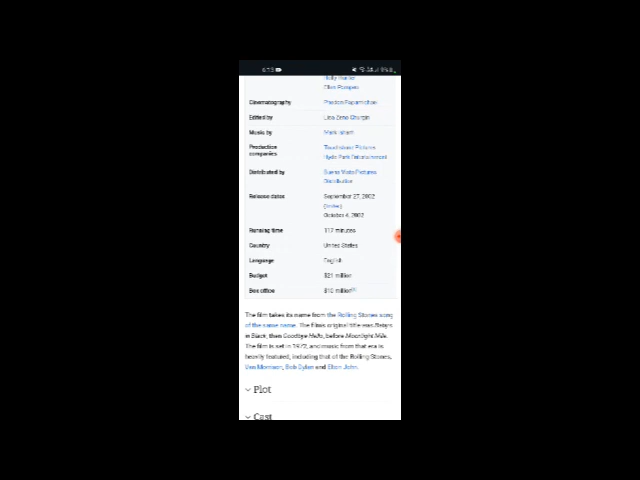 Holly Hunter
Ellen Pompeo
Cinematography Phedon Papamichael
Edited by Lisa Zeno Churgin
Music by Mark Isham
Production companies Touchstone Pictures
Hyde Park Entertainment
Distributed by Buena Vista Pictures
Distribution
Release dates September 27, 2002
October 4, 2002
Running time 117 minutes
Country United States
Language English
Budget $21 million
Box office $10 million
The film takes its name from the Rolling Stones song
of the same name. The films original title was Baby's
in Black, then Goodbye Hello, before Moonlight Mile.
The film is set in 1972, and music from that era is
heavily featured, including that of the Rolling Stones,
Van Morrison, Bob Dylan and Elton John.
Plot
Cast